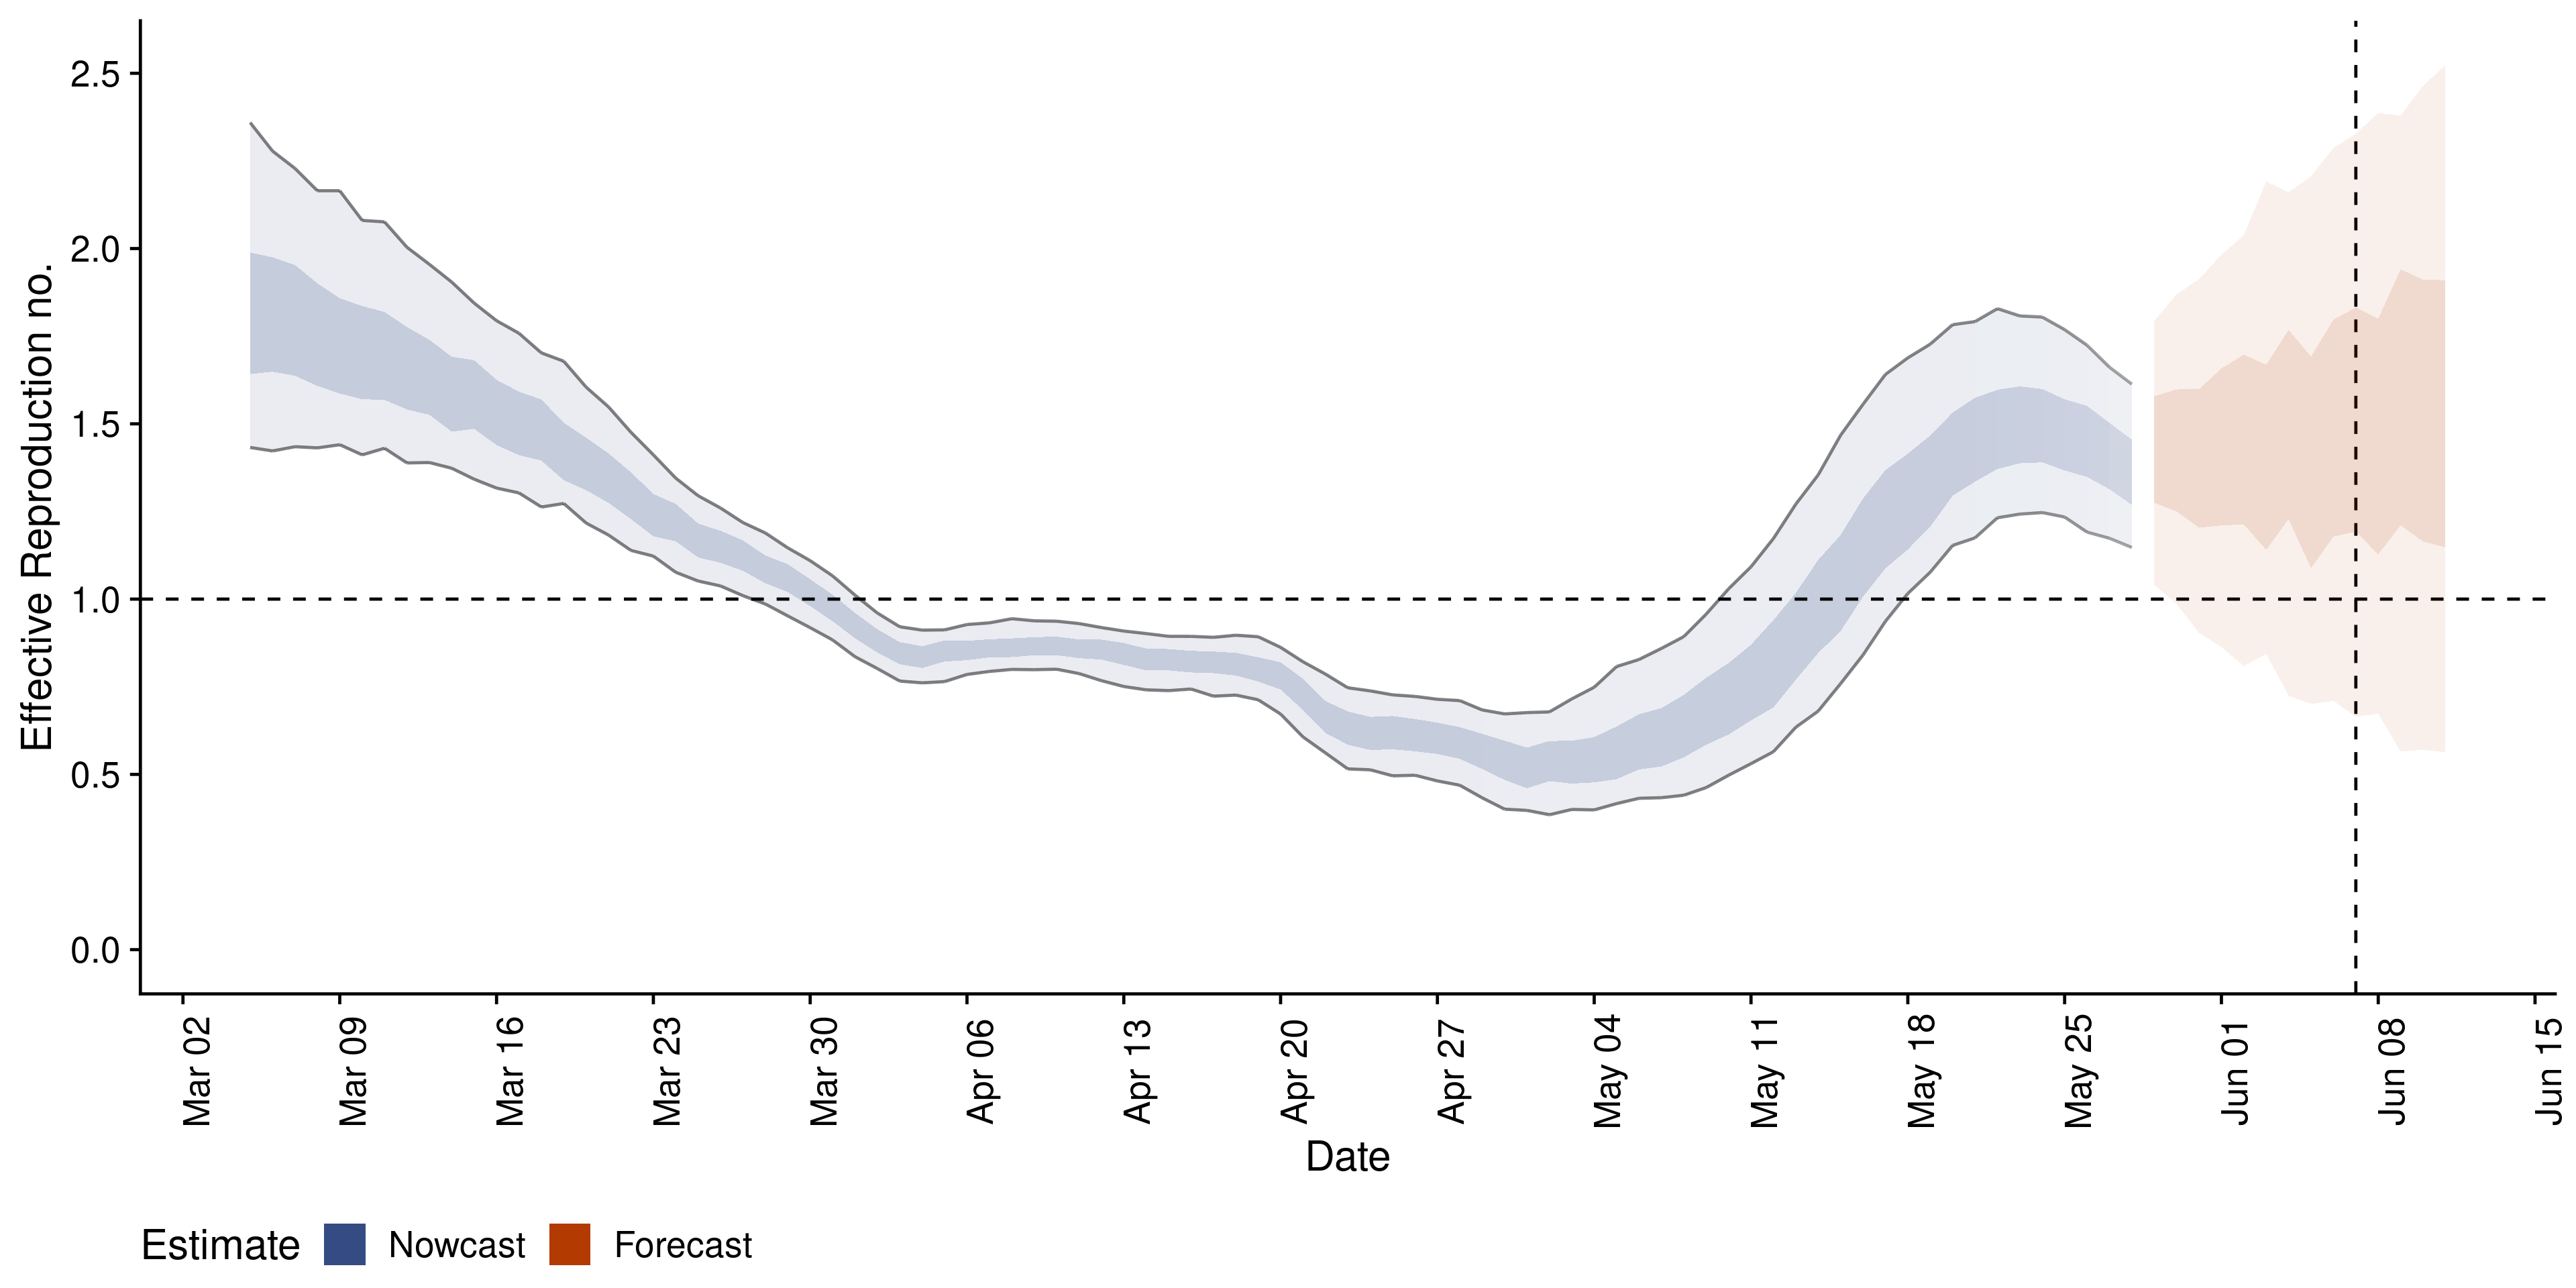 Effective Reproduction no.
2.5
2.0
1.5
1.0
0.5
0.0
Mar 02
Mar 09
Mar 16
Mar 23
Mar 30
Apr 06
Apr 13
Apr 20
Apr 27
May 04
May 11
May 18
May 25
Jun 01
Jun 08
Jun 15
Date
Estimate Nowcast Forecast